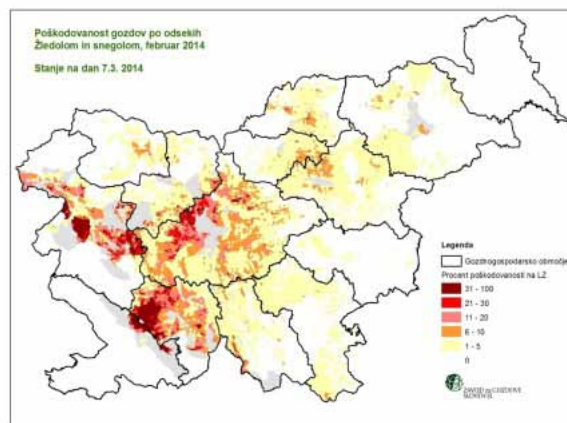 Poškodovanost gozdov po odsekih
Žledolom in snegolom, februar 2014
Stanje na dan 7.3. 2014
Legenda
Gozdnogospodarsko območje
Procent poškodovanosti na LZ
31 - 100
21 - 30
11 - 20
6 - 10
1 - 5
0
ZAVOD za GOZDOVE
SLOVENIJE